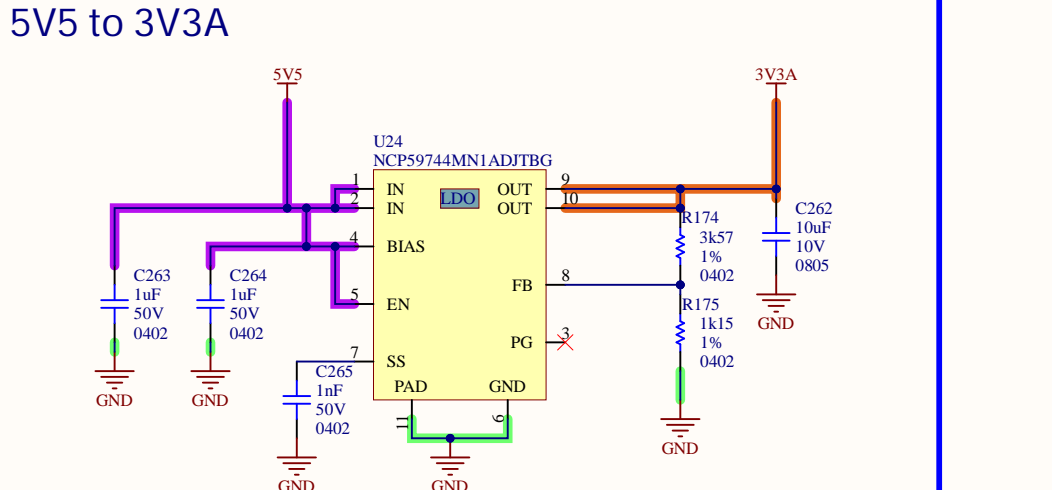 5V5 to 3V3A
5V5
3V3A
U24
NCP59744MN1ADJTBG
1
IN
LDO
OUT
9
2
IN
OUT
10
4
BIAS
5
EN
FB
8
PG
3
7
SS
PAD
GND
11
6
C263
1uF
50V
0402
GND
C264
1uF
50V
0402
GND
C265
1nF
50V
0402
GND
GND
R174
3k57
1%
0402
R175
1k15
1%
0402
GND
C262
10uF
10V
0805
GND